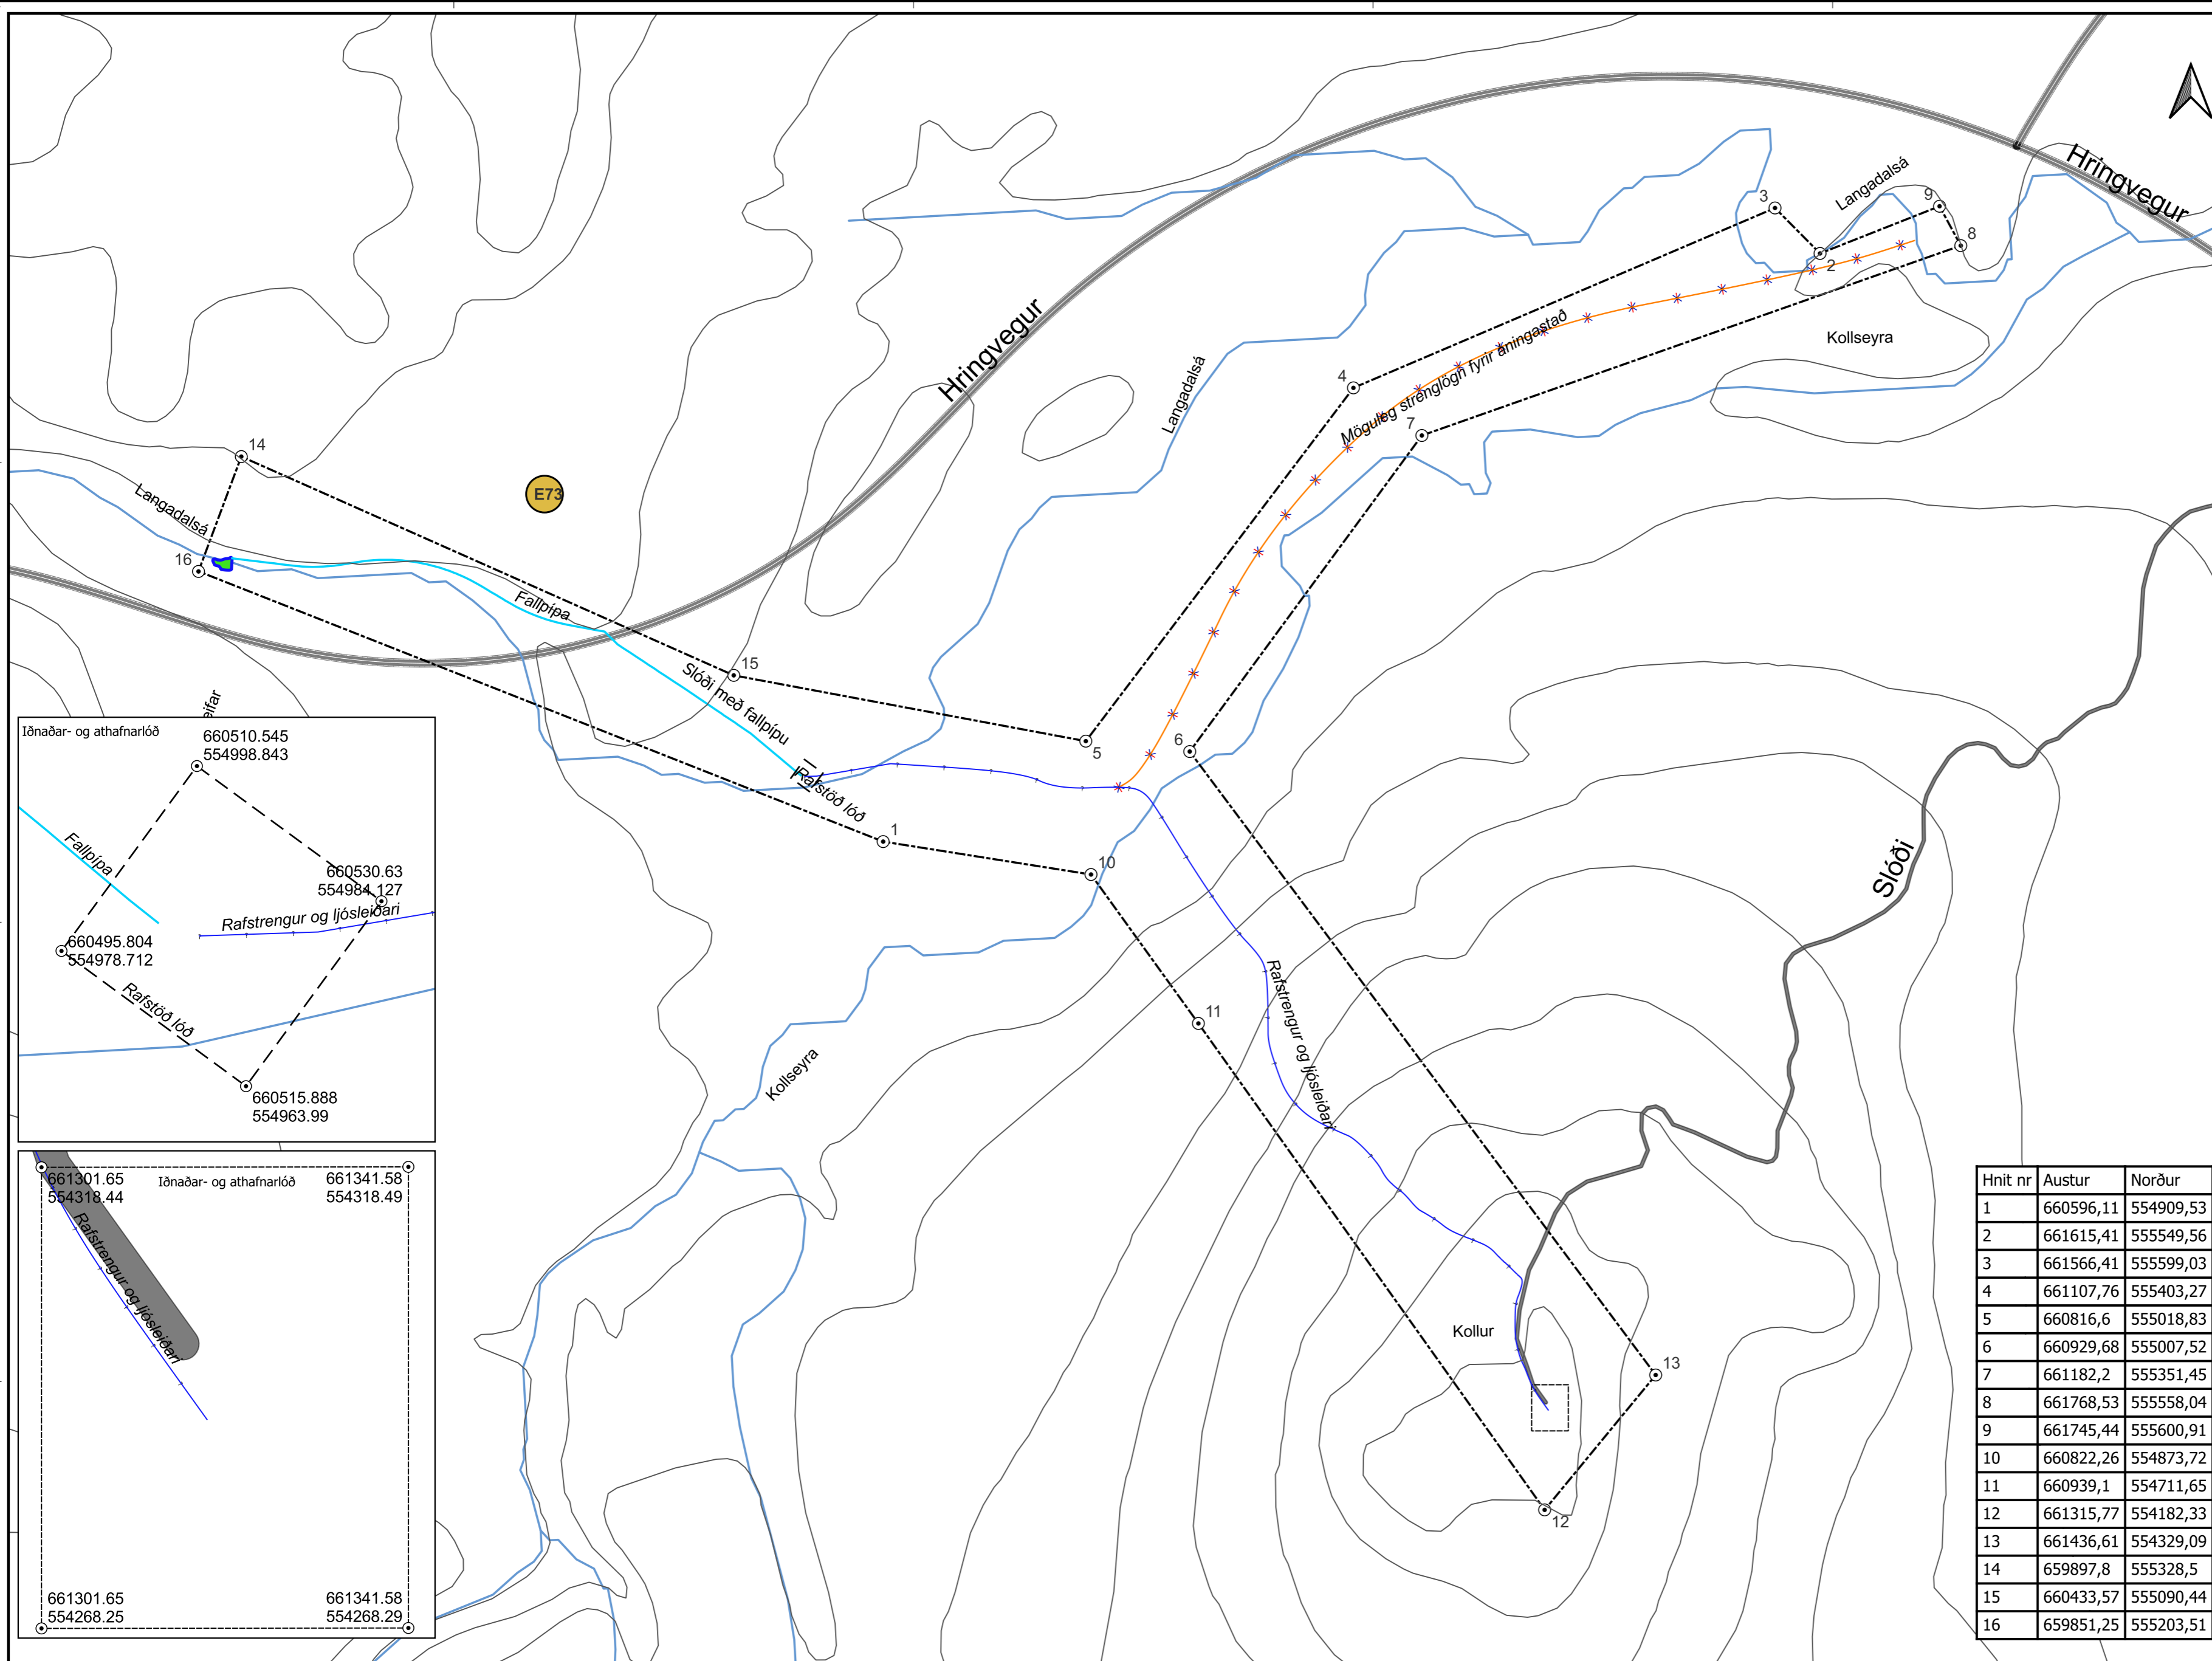 Hringvegur
Langadalsá
3
9
8
2
Kollseyra
Hringvegur
Möguleg strenglögn fyrir áningastað
Langadalsá
4
7
14
E73
Langadalsá
16
Fallpípa
15
Slóði með fallpípu
5
6
Rafstöð lóð
1
10
11
Slóði
Rafstrengur og ljósleiðari
Kollseyra
Kollur
13
12
eifar
Iðnaðar- og athafnarlóð
660510.545
554998.843
660530.63
554984.127
Fallpípa
Rafstrengur og ljósleiðari
660495.804
554978.712
Rafstöð lóð
660515.888
554963.99
661301.65
554318.44
Iðnaðar- og athafnarlóð
661341.58
554318.49
Rafstrengur og ljósleiðari
661301.65
554268.25
661341.58
554268.29
Hnit nr Austur Norður
1 660596,11 554909,53
2 661615,41 555549,56
3 661566,41 555599,03
4 661107,76 555403,27
5 660816,6 555018,83
6 660929,68 555007,52
7 661182,2 555351,45
8 661768,53 555558,04
9 661745,44 555600,91
10 660822,26 554873,72
11 660939,1 554711,65
12 661315,77 554182,33
13 661436,61 554329,09
14 659897,8 555328,5
15 660433,57 555090,44
16 659851,25 555203,51